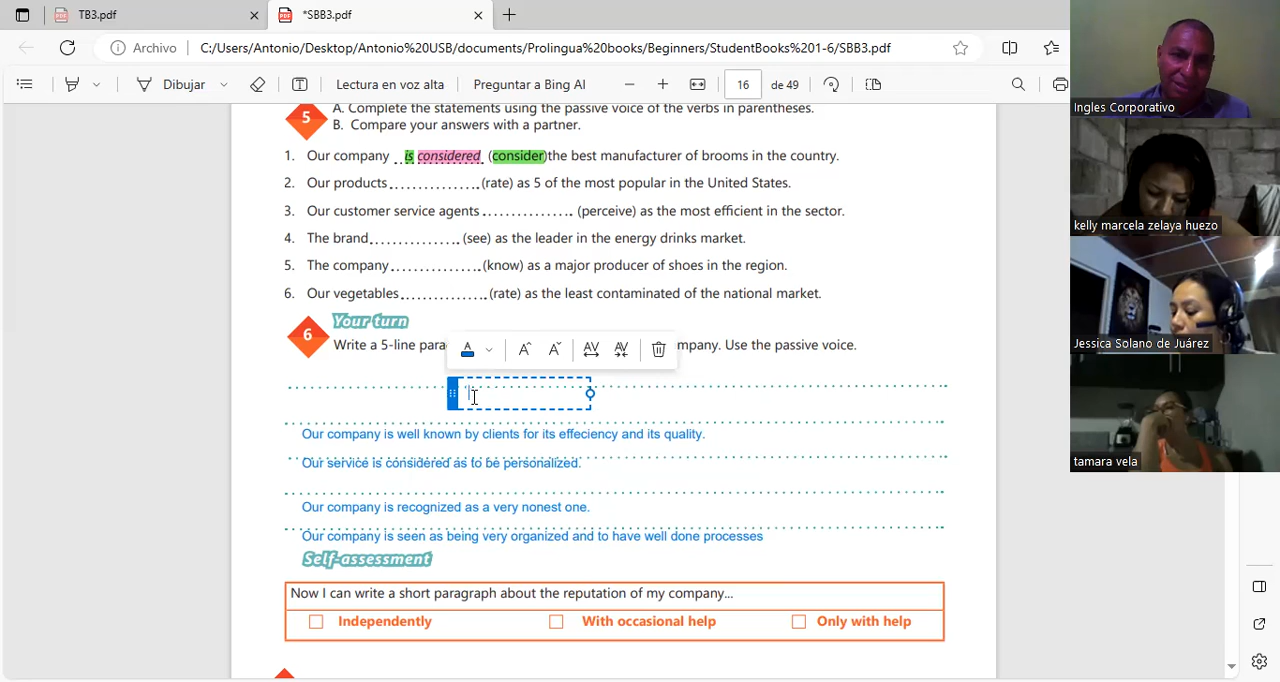 TB3.pdf
*SBB3.pdf
Archivo
C:/Users/Antonio/Desktop/Antonio%20USB/documents/Prolingua%20books/Beginners/StudentBooks%201-6/SBB3.pdf
Dibujar
Lectura en voz alta
Preguntar a Bing AI
16
de 49
5
A. Complete the statements using the passive voice of the verbs in parentheses.
B. Compare your answers with a partner.
1. Our company ..is considered. (consider)the best manufacturer of brooms in the country.
2. Our products..............(rate) as 5 of the most popular in the United States.
3. Our customer service agents .............. (perceive) as the most efficient in the sector.
4. The brand..............(see) as the leader in the energy drinks market.
5. The company..............(know) as a major producer of shoes in the region.
6. Our vegetables..............(rate) as the least contaminated of the national market.
6
Your turn
Write a 5-line para
mpany. Use the passive voice.
Our company is well known by clients for its effeciency and its quality.
Our service is considered as to be personalized.
Our company is recognized as a very nonest one.
Our company is seen as being very organized and to have well done processes
Self-assessment
Now I can write a short paragraph about the reputation of my company...
Independently
With occasional help
Only with help
Ingles Corporativo
kelly marcela zelaya huezo
Jessica Solano de Juárez
tamara vela